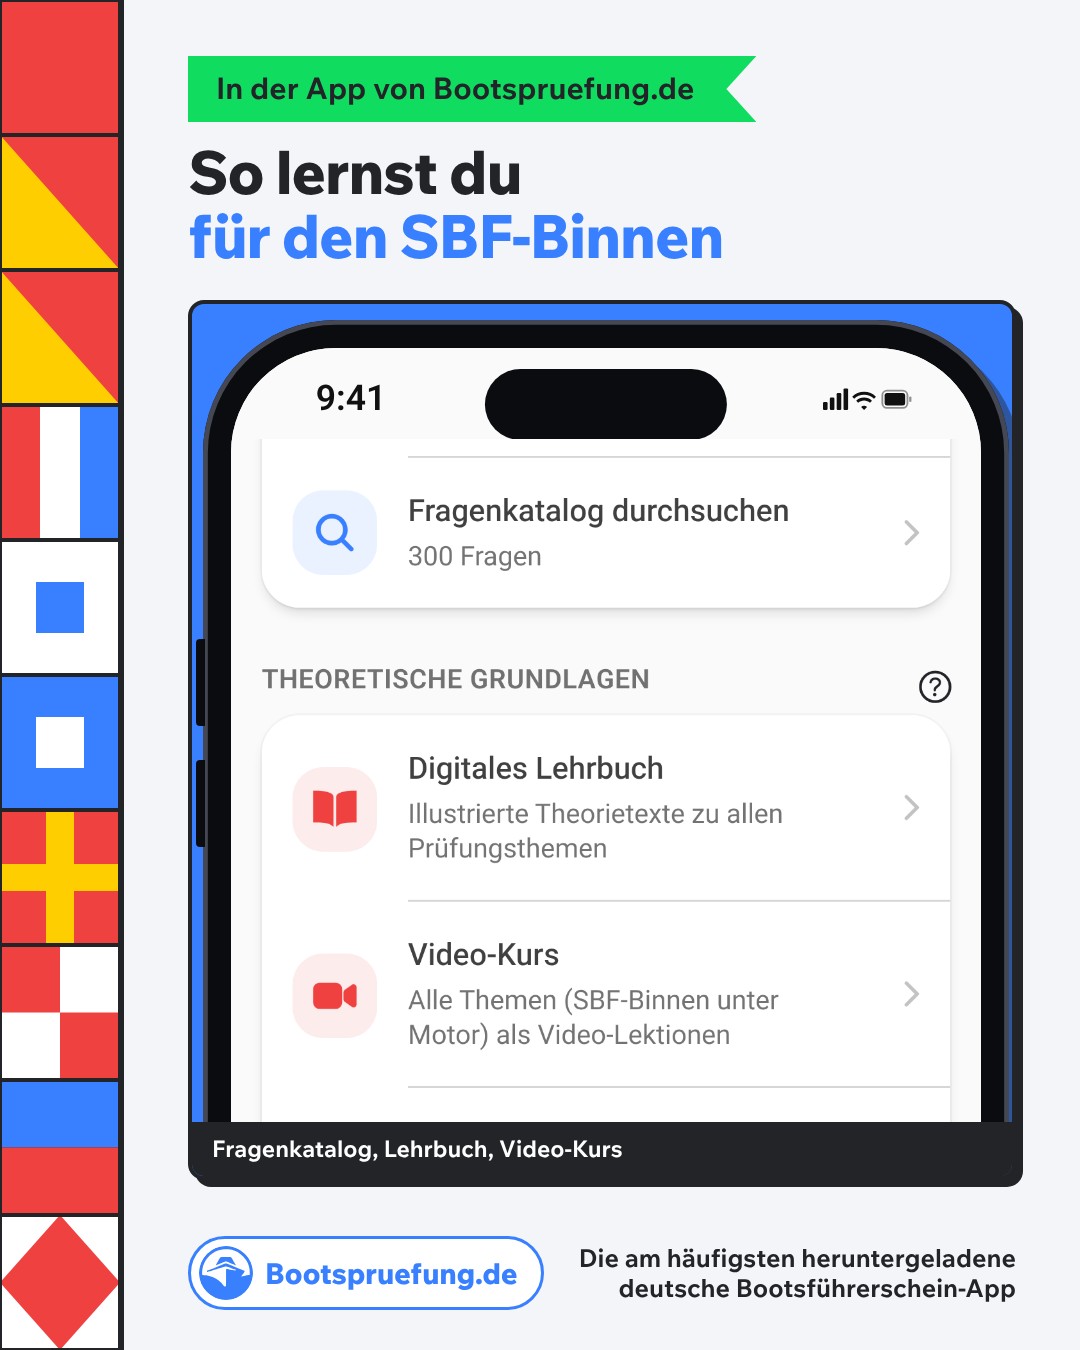 In der App von Bootspruefung.de
So lernst du
für den SBF-Binnen
9:41
Fragenkatalog durchsuchen
300 Fragen
THEORETISCHE GRUNDLAGEN
?
Digitales Lehrbuch
Illustrierte Theorietexte zu allen
Prüfungsthemen
Video-Kurs
Alle Themen (SBF-Binnen unter
Motor) als Video-Lektionen
Fragenkatalog, Lehrbuch, Video-Kurs
Bootspruefung.de
Die am häufigsten heruntergeladene
deutsche Bootsführerschein-App